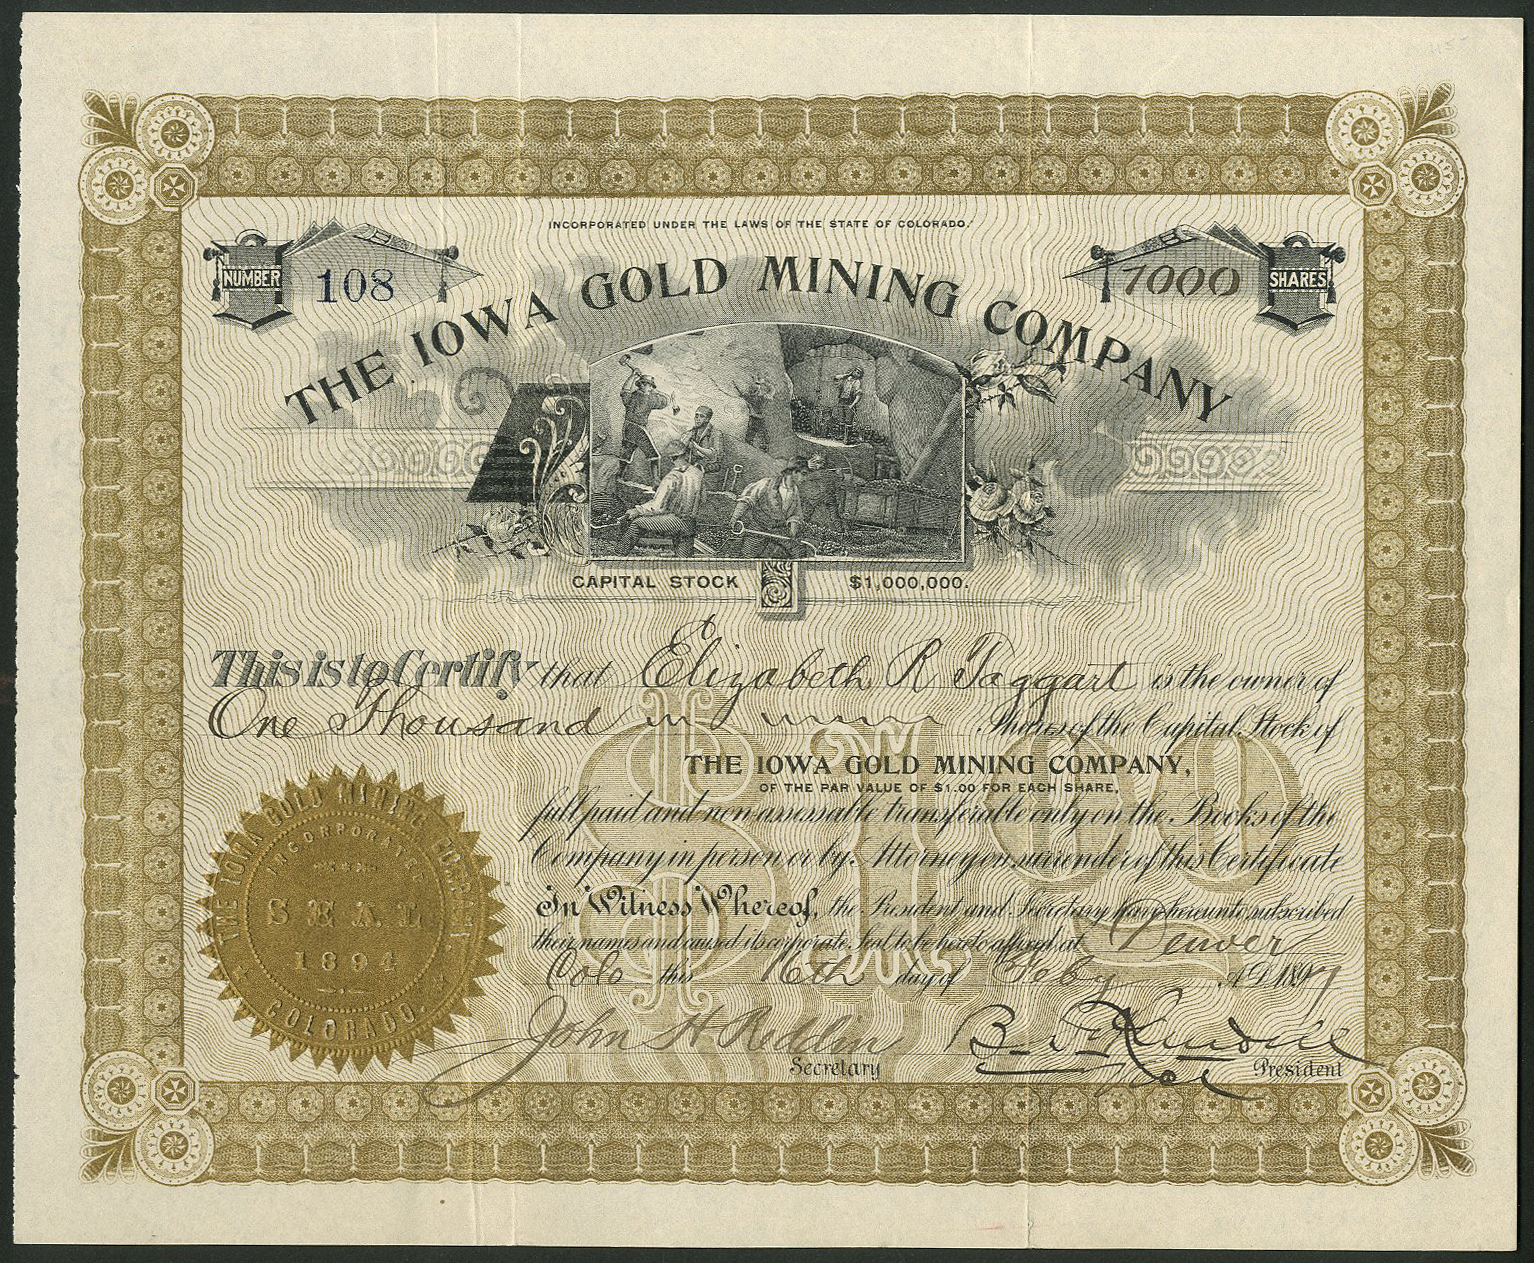 INCORPORATED UNDER THE LAWS OF THE STATE OF COLORADO.
NUMBER 108
1000 SHARES
THE IOWA GOLD MINING COMPANY
CAPITAL STOCK $1,000,000.
This is to Certify that Elizabeth R Taggart is the owner of
One Thousand Shares of the Capital Stock of
THE IOWA GOLD MINING COMPANY,
OF THE PAR VALUE OF $1.00 FOR EACH SHARE,
full paid and non assessable transferable only on the Books of the
Company in person or by Attorney on surrender of this Certificate
In Witness Whereof, the President and Secretary have hereunto subscribed
their names and caused its corporate Seal to be hereto affixed at Denver
Colo this 16th day of Feby A.D. 1897
John H Reddin
Secretary
President
THE IOWA GOLD MINING COMPANY.
INCORPORATED
SEAL
1894
COLORADO.